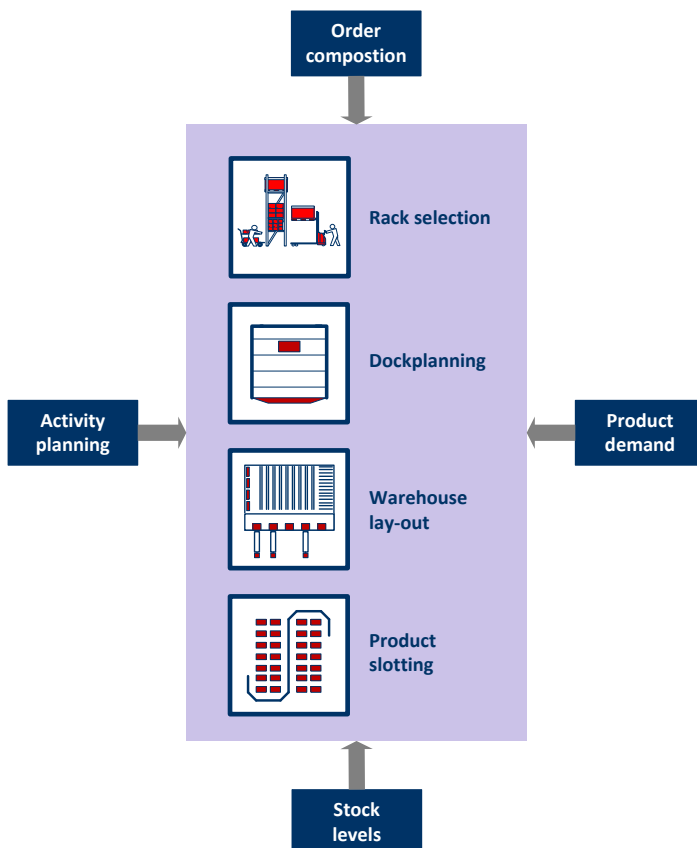 Order
compostion
Rack selection
Dockplanning
Activity
planning
Product
demand
Warehouse
lay-out
Product
slotting
Stock
levels